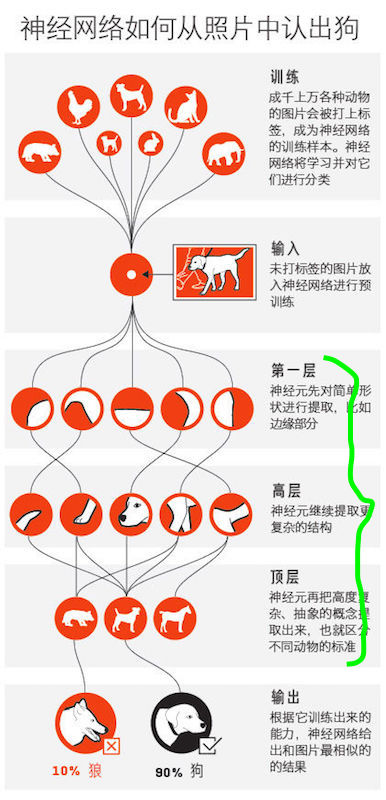 神经网络如何从照片中认出狗
训练
成千上万各种动物
的图片会被打上标
签，成为神经网络
的训练样本。神经
网络将学习并对它
们进行分类
输入
未打标签的图片放
入神经网络进行预
训练
第一层
神经元先对简单形
状进行提取，比如
边缘部分
高层
神经元继续提取更
复杂的结构
顶层
神经元再把高度复
杂、抽象的概念提
取出来，也就区分
不同动物的标准
输出
根据它训练出来的
能力，神经网络给
出和图片最相似的
的结果
10% 狼
90% 狗